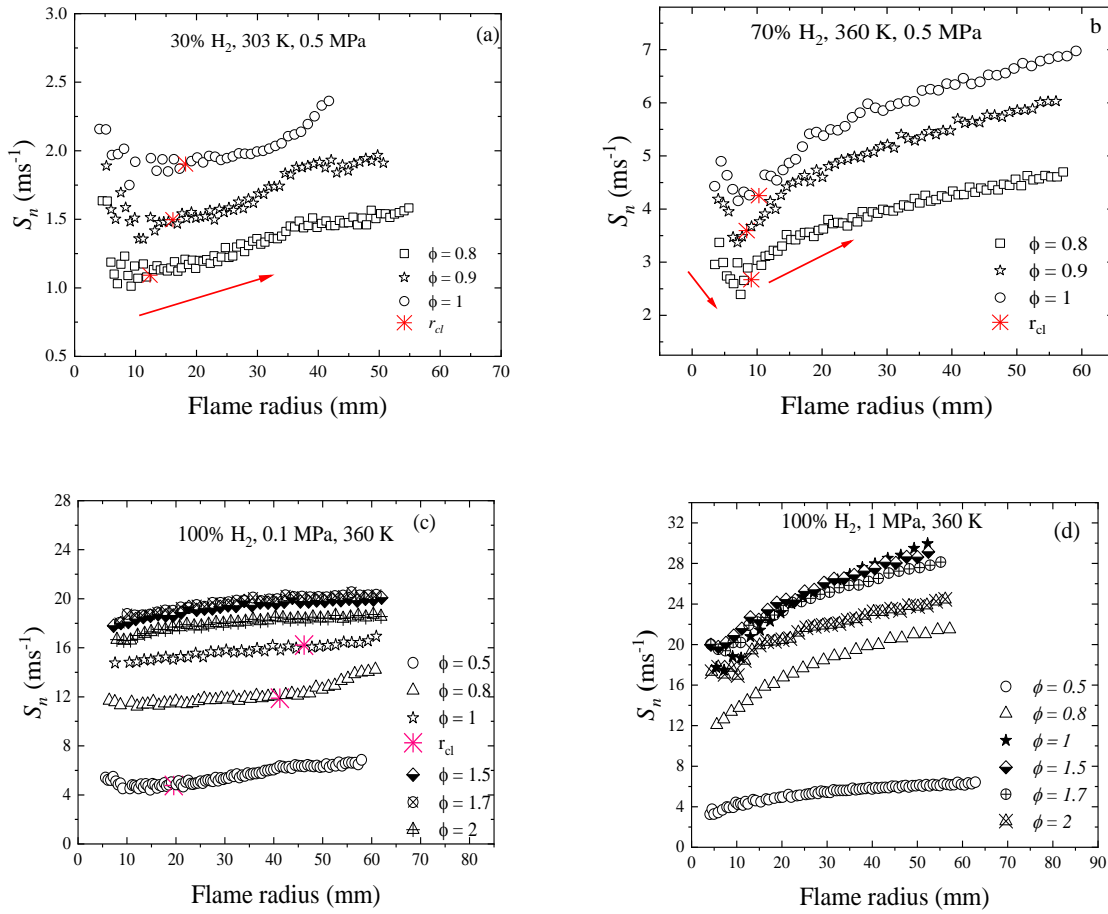 30% H2, 303 K, 0.5 MPa
(a)
3.0
2.5
2.0
1.5
1.0
0.5
Sn (ms-1)
ϕ = 0.8
ϕ = 0.9
ϕ = 1
rcl
0 10 20 30 40 50 60 70
Flame radius (mm)
70% H2, 360 K, 0.5 MPa
b
7
6
5
4
3
2
Sn (ms-1)
ϕ = 0.8
ϕ = 0.9
ϕ = 1
rcl
0 10 20 30 40 50 60
Flame radius (mm)
100% H2, 0.1 MPa, 360 K
(c)
28
24
20
16
12
8
4
0
Sn (ms-1)
ϕ = 0.5
ϕ = 0.8
ϕ = 1
rcl
ϕ = 1.5
ϕ = 1.7
ϕ = 2
0 10 20 30 40 50 60 70 80
Flame radius (mm)
100% H2, 1 MPa, 360 K
(d)
32
28
24
20
16
12
8
4
0
Sn (ms-1)
ϕ = 0.5
ϕ = 0.8
ϕ = 1
ϕ = 1.5
ϕ = 1.7
ϕ = 2
0 10 20 30 40 50 60 70 80 90
Flame radius (mm)